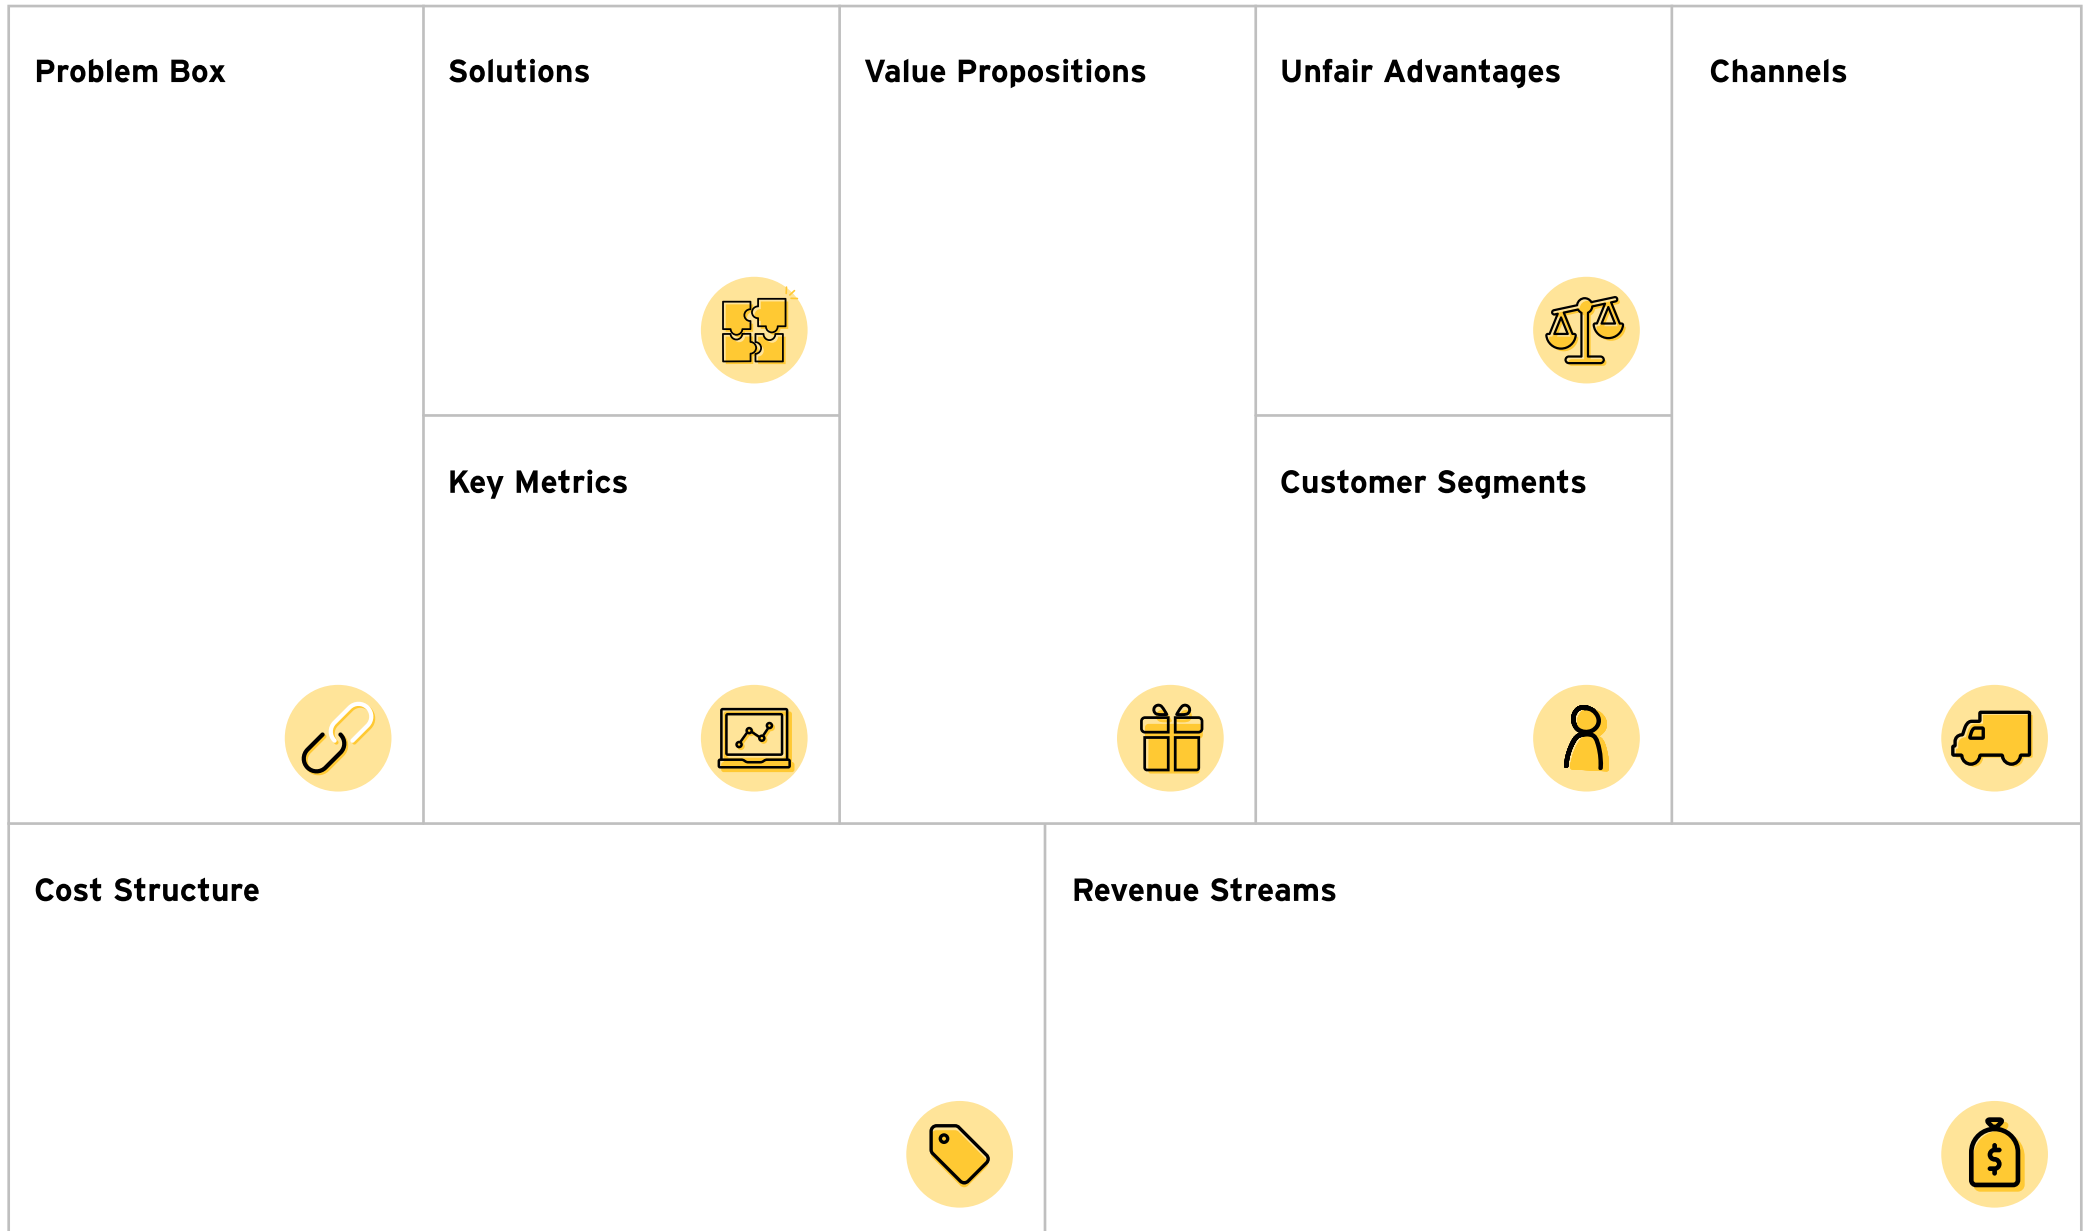 Problem Box
Solutions
Value Propositions
Unfair Advantages
Channels
Key Metrics
Customer Segments
Cost Structure
Revenue Streams
$